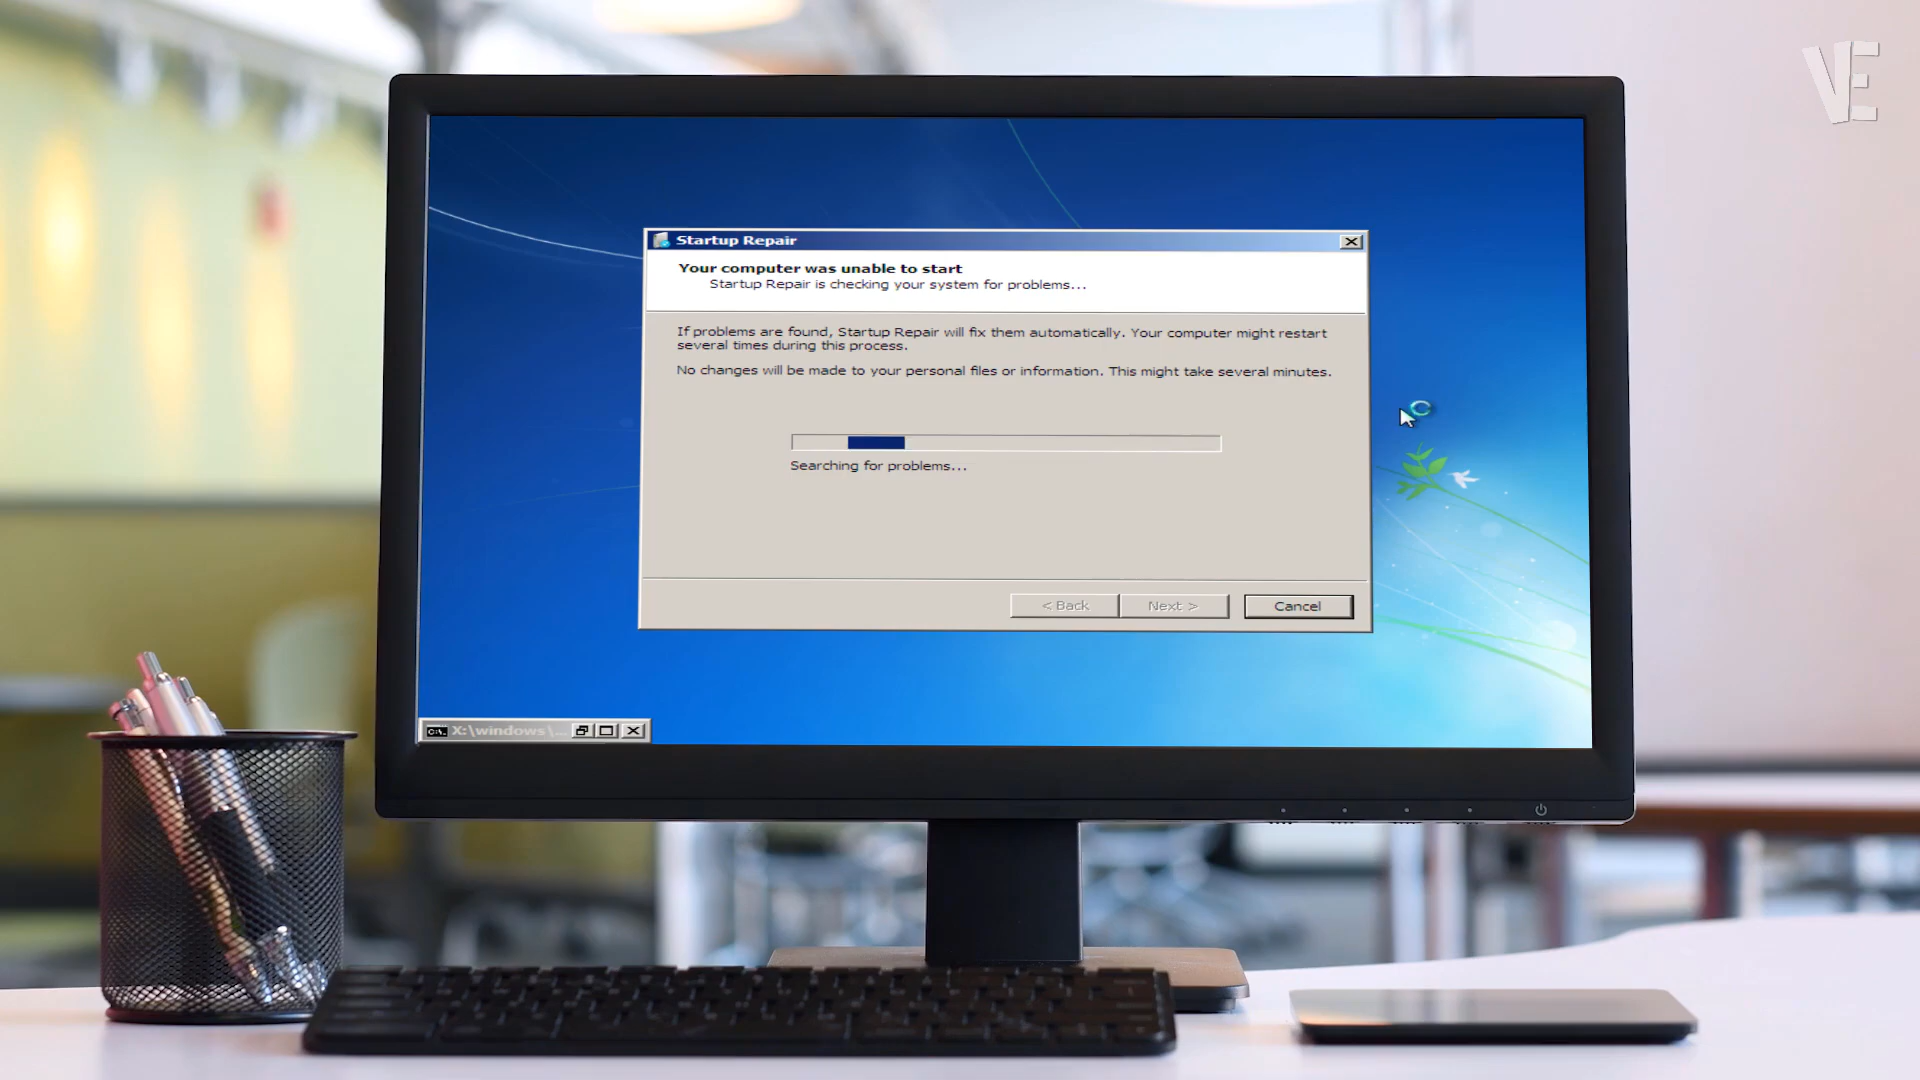 VE
Startup Repair
Your computer was unable to start
Startup Repair is checking your system for problems...
If problems are found, Startup Repair will fix them automatically. Your computer might restart
several times during this process.
No changes will be made to your personal files or information. This might take several minutes.
Searching for problems...
< Back
Next >
Cancel
C:\.
X:\windows\...